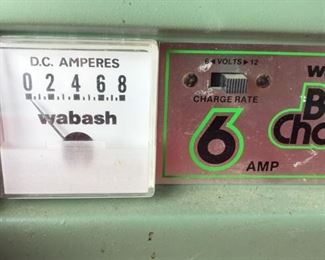 D.C. AMPERES
0 2 4 6 8
wabash
6 ◄ VOLTS ► 12
CHARGE RATE
6 AMP